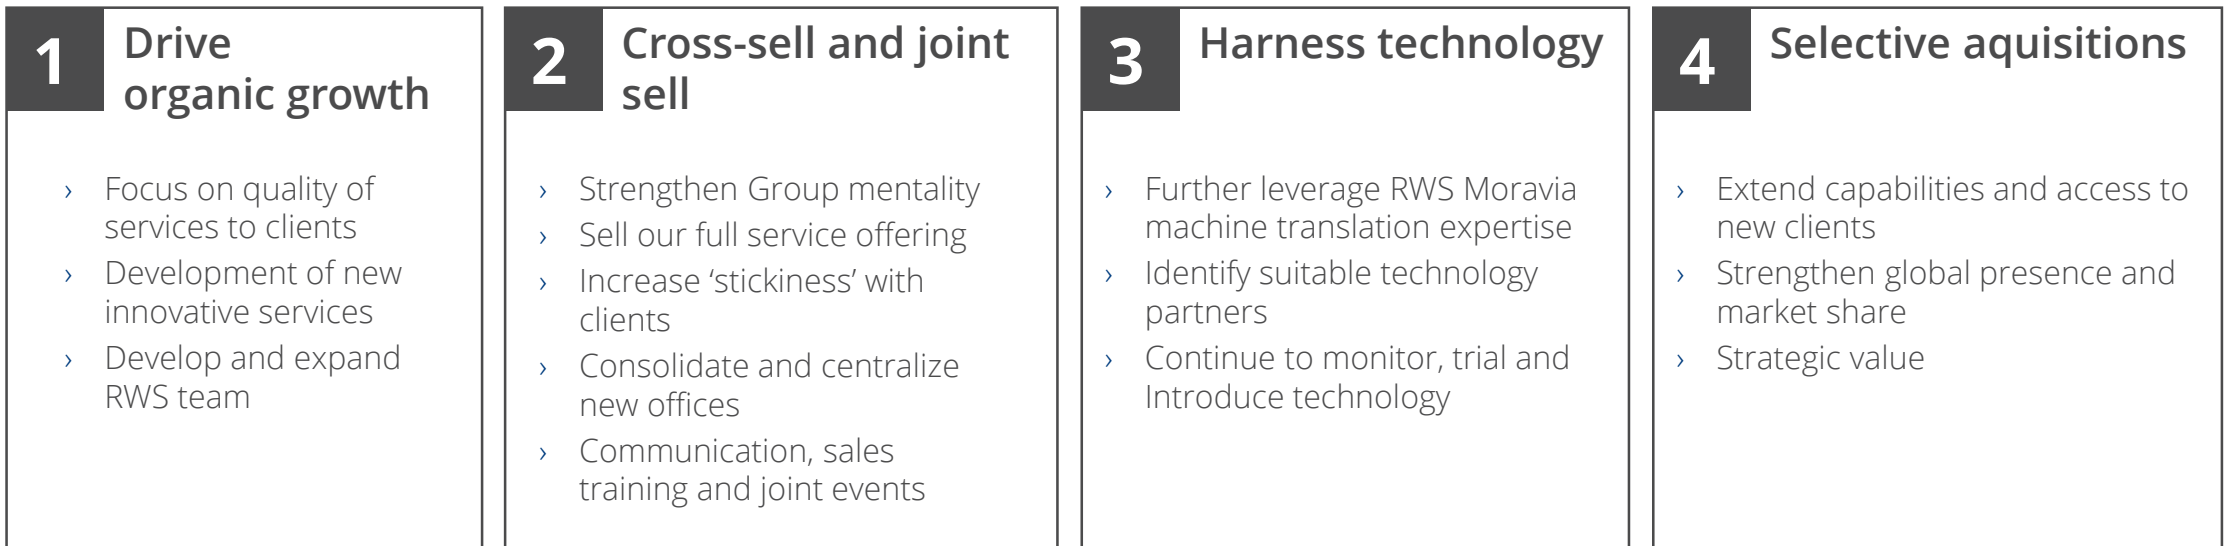 1
Drive
organic growth
› Focus on quality of
services to clients
› Development of new
innovative services
› Develop and expand
RWS team
2
Cross-sell and joint
sell
› Strengthen Group mentality
› Sell our full service offering
› Increase ‘stickiness’ with
clients
› Consolidate and centralize
new offices
› Communication, sales
training and joint events
3
Harness technology
› Further leverage RWS Moravia
machine translation expertise
› Identify suitable technology
partners
› Continue to monitor, trial and
Introduce technology
4
Selective aquisitions
› Extend capabilities and access to
new clients
› Strengthen global presence and
market share
› Strategic value